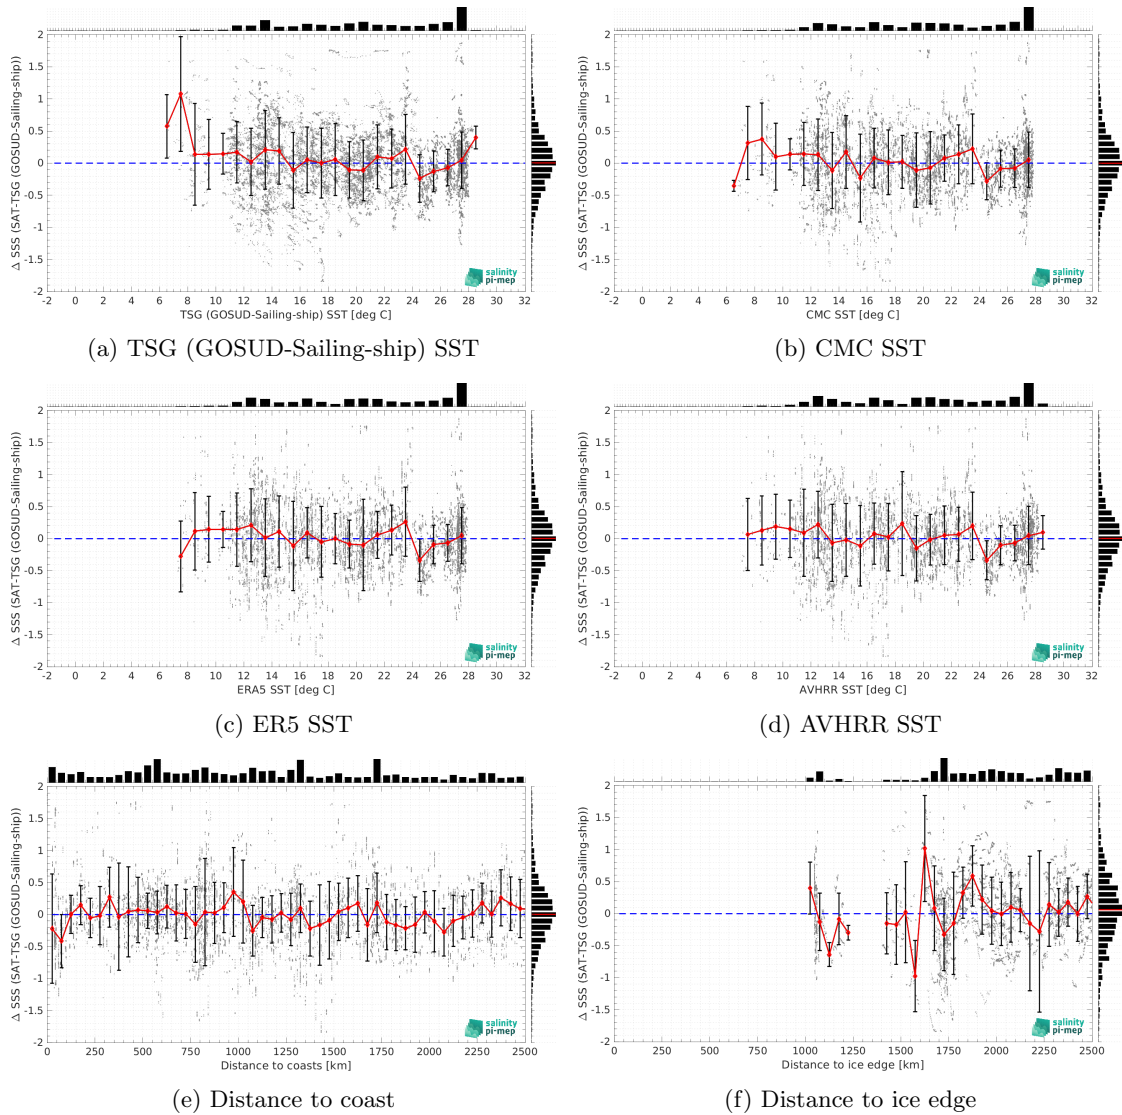 Δ SSS (SAT-TSG (GOSUD-Sailing-ship))
2
1.5
1
0.5
0
-0.5
-1
-1.5
-2
-2 0 2 4 6 8 10 12 14 16 18 20 22 24 26 28 30 32
TSG (GOSUD-Sailing-ship) SST [deg C]
salinity
pi-mep
(a) TSG (GOSUD-Sailing-ship) SST
Δ SSS (SAT-TSG (GOSUD-Sailing-ship))
2
1.5
1
0.5
0
-0.5
-1
-1.5
-2
-2 0 2 4 6 8 10 12 14 16 18 20 22 24 26 28 30 32
CMC SST [deg C]
salinity
pi-mep
(b) CMC SST
Δ SSS (SAT-TSG (GOSUD-Sailing-ship))
2
1.5
1
0.5
0
-0.5
-1
-1.5
-2
-2 0 2 4 6 8 10 12 14 16 18 20 22 24 26 28 30 32
ERA5 SST [deg C]
salinity
pi-mep
(c) ER5 SST
Δ SSS (SAT-TSG (GOSUD-Sailing-ship))
2
1.5
1
0.5
0
-0.5
-1
-1.5
-2
-2 0 2 4 6 8 10 12 14 16 18 20 22 24 26 28 30 32
AVHRR SST [deg C]
salinity
pi-mep
(d) AVHRR SST
Δ SSS (SAT-TSG (GOSUD-Sailing-ship))
2
1.5
1
0.5
0
-0.5
-1
-1.5
-2
0 250 500 750 1000 1250 1500 1750 2000 2250 2500
Distance to coasts [km]
salinity
pi-mep
(e) Distance to coast
Δ SSS (SAT-TSG (GOSUD-Sailing-ship))
2
1.5
1
0.5
0
-0.5
-1
-1.5
-2
0 250 500 750 1000 1250 1500 1750 2000 2250 2500
Distance to ice edge [km]
salinity
pi-mep
(f) Distance to ice edge